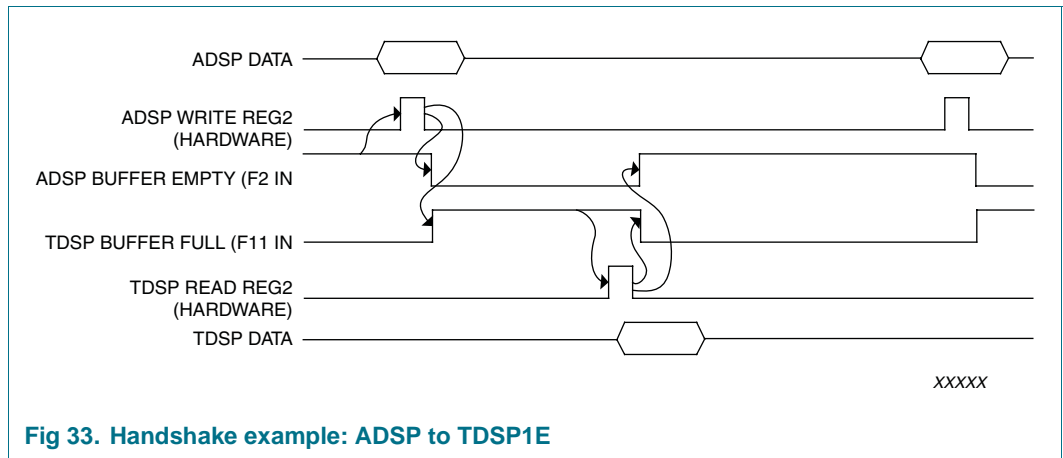 ADSP DATA
ADSP WRITE REG2
(HARDWARE)
ADSP BUFFER EMPTY (F2 IN
TDSP BUFFER FULL (F11 IN
TDSP READ REG2
(HARDWARE)
TDSP DATA
XXXXX
Fig 33. Handshake example: ADSP to TDSP1E